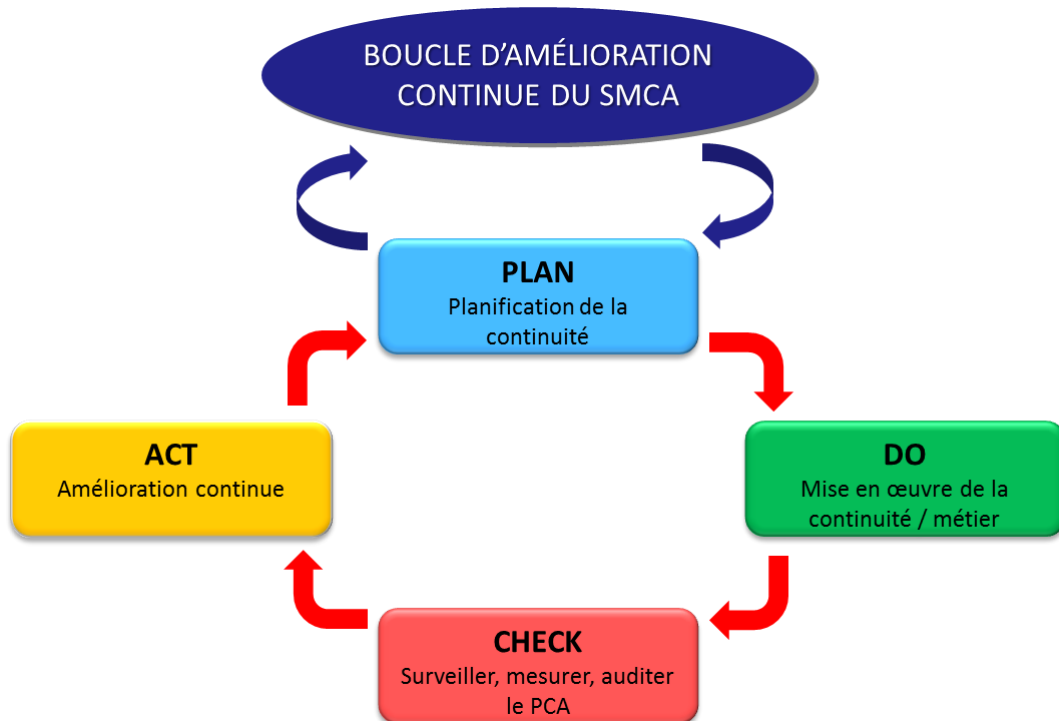 BOUCLE D'AMÉLIORATION
CONTINUE DU SMCA
PLAN
Planification de la
continuité
ACT
Amélioration continue
DO
Mise en œuvre de la
continuité / métier
CHECK
Surveiller, mesurer, auditer
le PCA